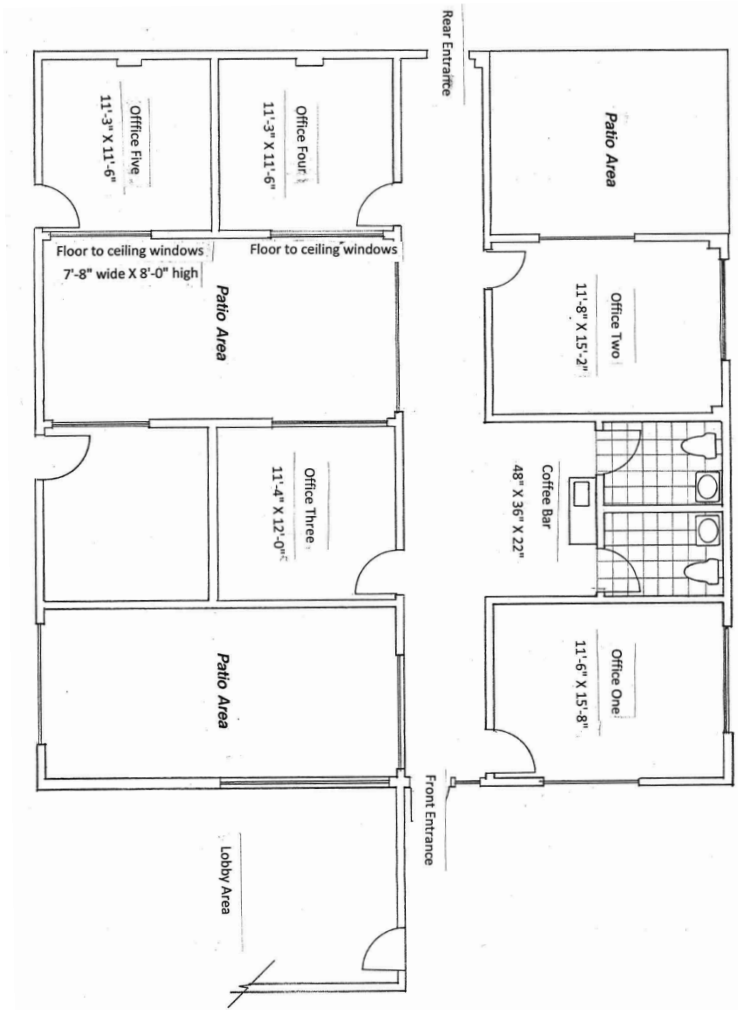 Rear Entrance
Offfice Five
11'-3" X 11'-6"
Office Four
11'-3" X 11'-6"
Patio Area
Floor to ceiling windows
7'-8" wide X 8'-0" high
Floor to ceiling windows
Patio Area
Office Two
11'-8" X 15'-2"
Office Three
11'-4" X 12'-0"
Coffee Bar
48" X 36" X 22"
Patio Area
Office One
11'-6" X 15'-8"
Front Entrance
Lobby Area